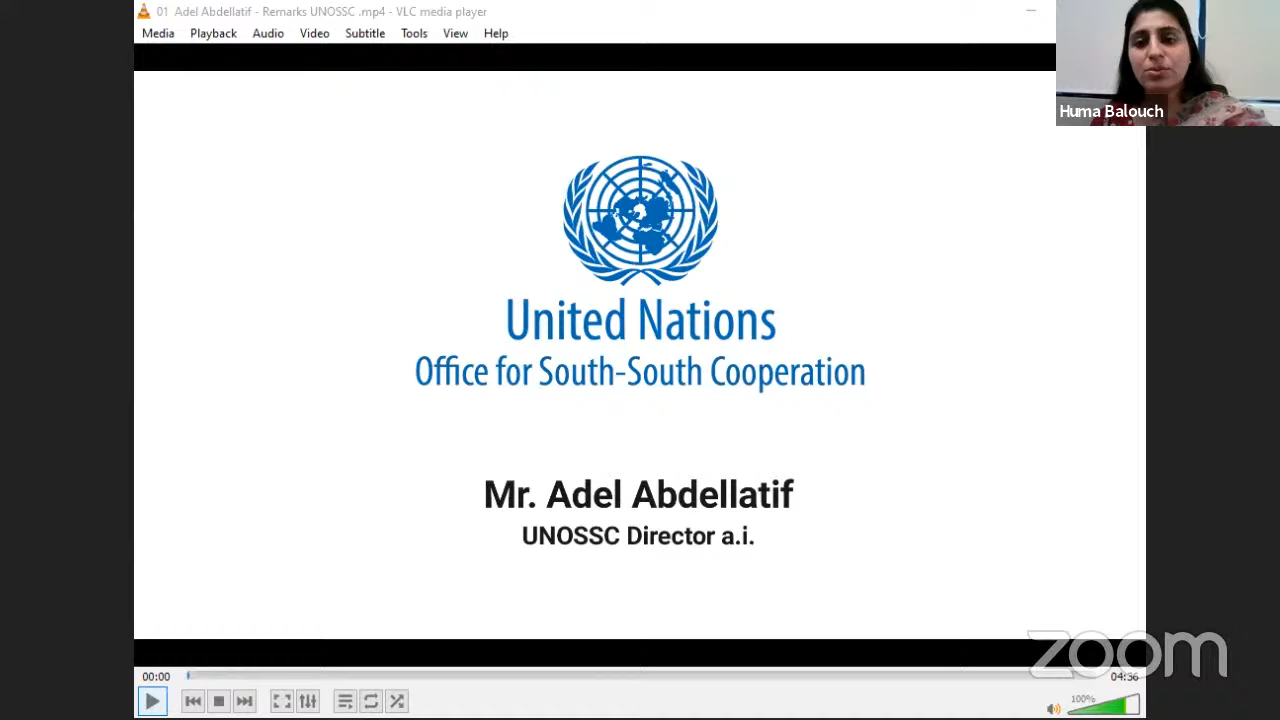 01 Adel Abdellatif - Remarks UNOSSC .mp4 - VLC media player
Media Playback Audio Video Subtitle Tools View Help
Huma Balouch
United Nations
Office for South-South Cooperation
Mr. Adel Abdellatif
UNOSSC Director a.i.
zoom
00:00
04:36
100%